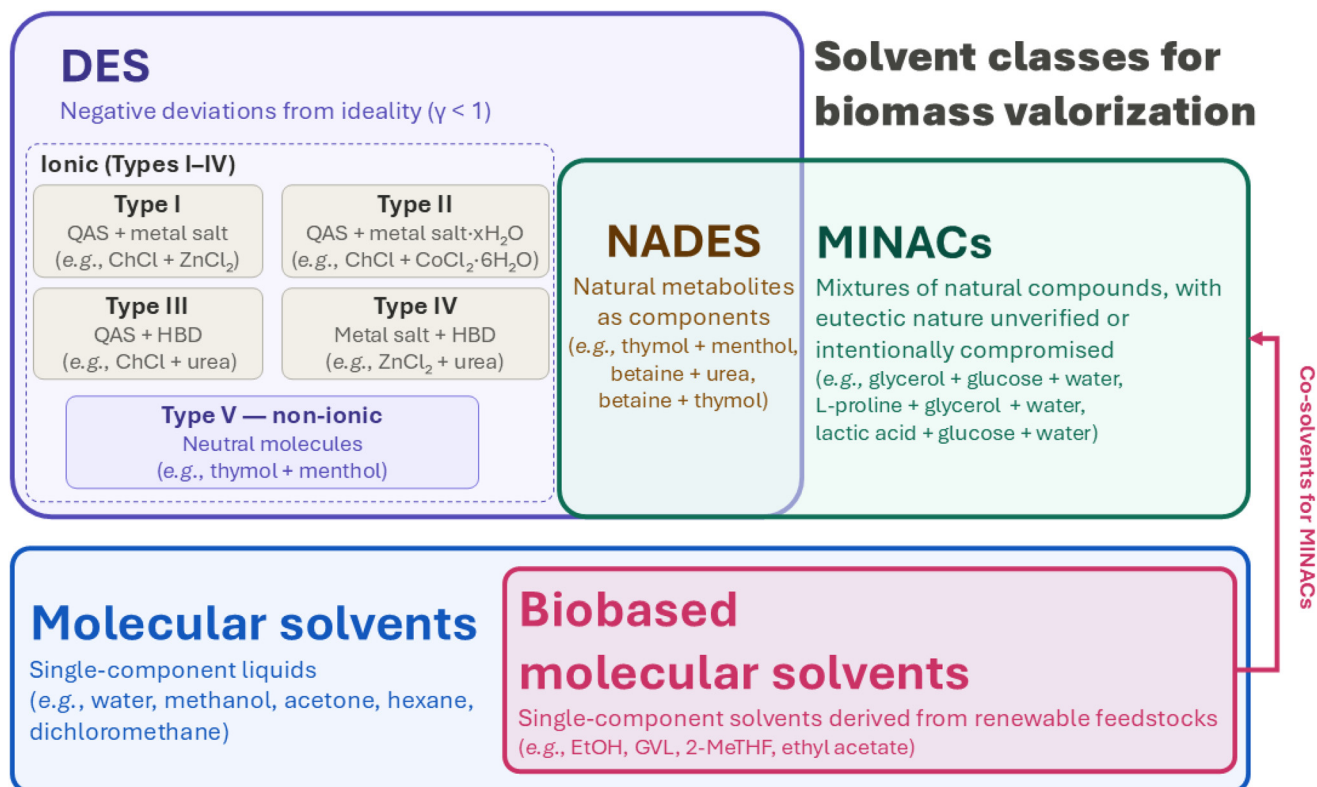 DES
Negative deviations from ideality (γ < 1)
Solvent classes for
biomass valorization
Ionic (Types I–IV)
Type I
QAS + metal salt
(e.g., ChCl + ZnCl₂)
Type II
QAS + metal salt·xH₂O
(e.g., ChCl + CoCl₂·6H₂O)
Type III
QAS + HBD
(e.g., ChCl + urea)
Type IV
Metal salt + HBD
(e.g., ZnCl₂ + urea)
Type V — non-ionic
Neutral molecules
(e.g., thymol + menthol)
NADES
Natural metabolites
as components
(e.g., thymol + menthol,
betaine + urea,
betaine + thymol)
MINACs
Mixtures of natural compounds, with
eutectic nature unverified or
intentionally compromised
(e.g., glycerol + glucose + water,
L-proline + glycerol + water,
lactic acid + glucose + water)
Co-solvents for MINACs
Molecular solvents
Single-component liquids
(e.g., water, methanol, acetone, hexane,
dichloromethane)
Biobased
molecular solvents
Single-component solvents derived from renewable feedstocks
(e.g., EtOH, GVL, 2-MeTHF, ethyl acetate)